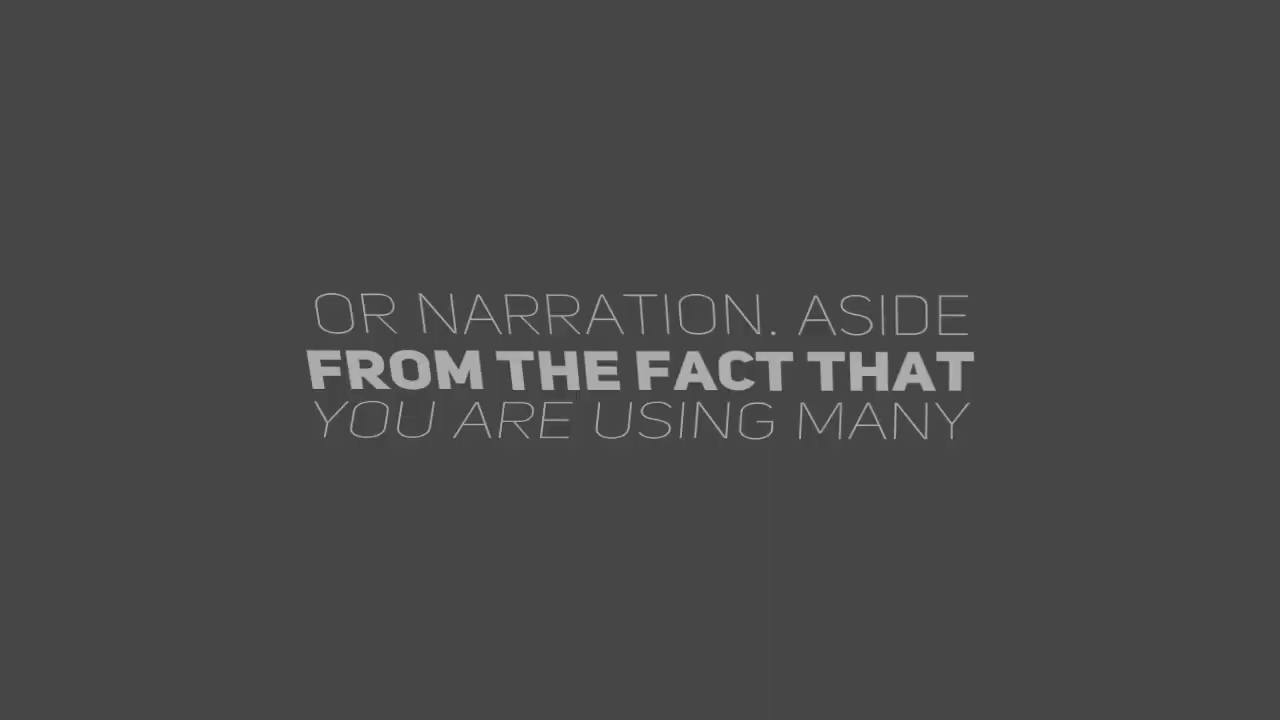 OR NARRATION. ASIDE
FROM THE FACT THAT
YOU ARE USING MANY